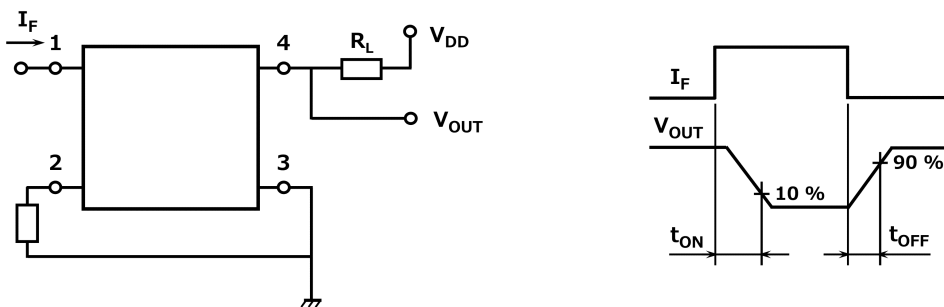 I_F
1
4
R_L
V_DD
V_OUT
2
3
I_F
V_OUT
10 %
90 %
t_ON
t_OFF